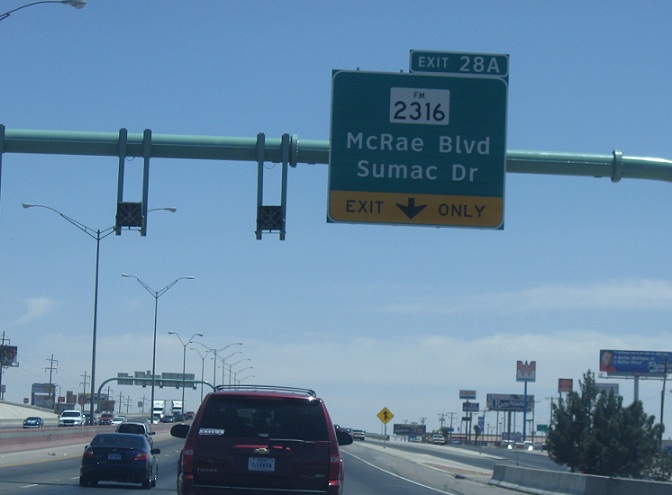 EXIT 28A
FM
2316
McRae Blvd
Sumac Dr
EXIT ONLY